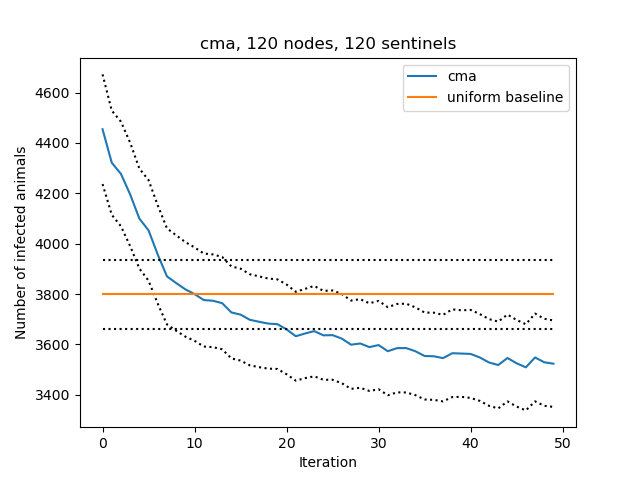 cma, 120 nodes, 120 sentinels
cma
uniform baseline
Number of infected animals
4600
4400
4200
4000
3800
3600
3400
0 10 20 30 40 50
Iteration